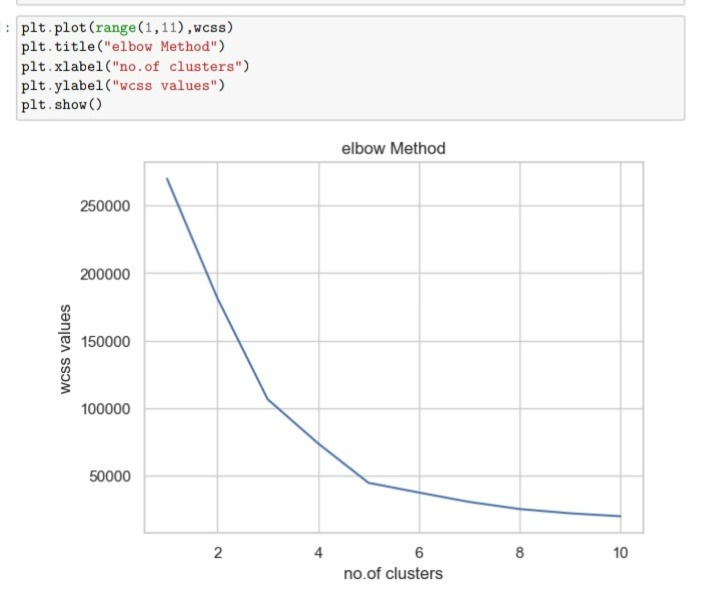 : plt.plot(range(1,11),wcss)
plt.title("elbow Method")
plt.xlabel("no.of clusters")
plt.ylabel("wcss values")
plt.show()
elbow Method
250000
200000
150000
100000
50000
wcss values
2 4 6 8 10
no.of clusters